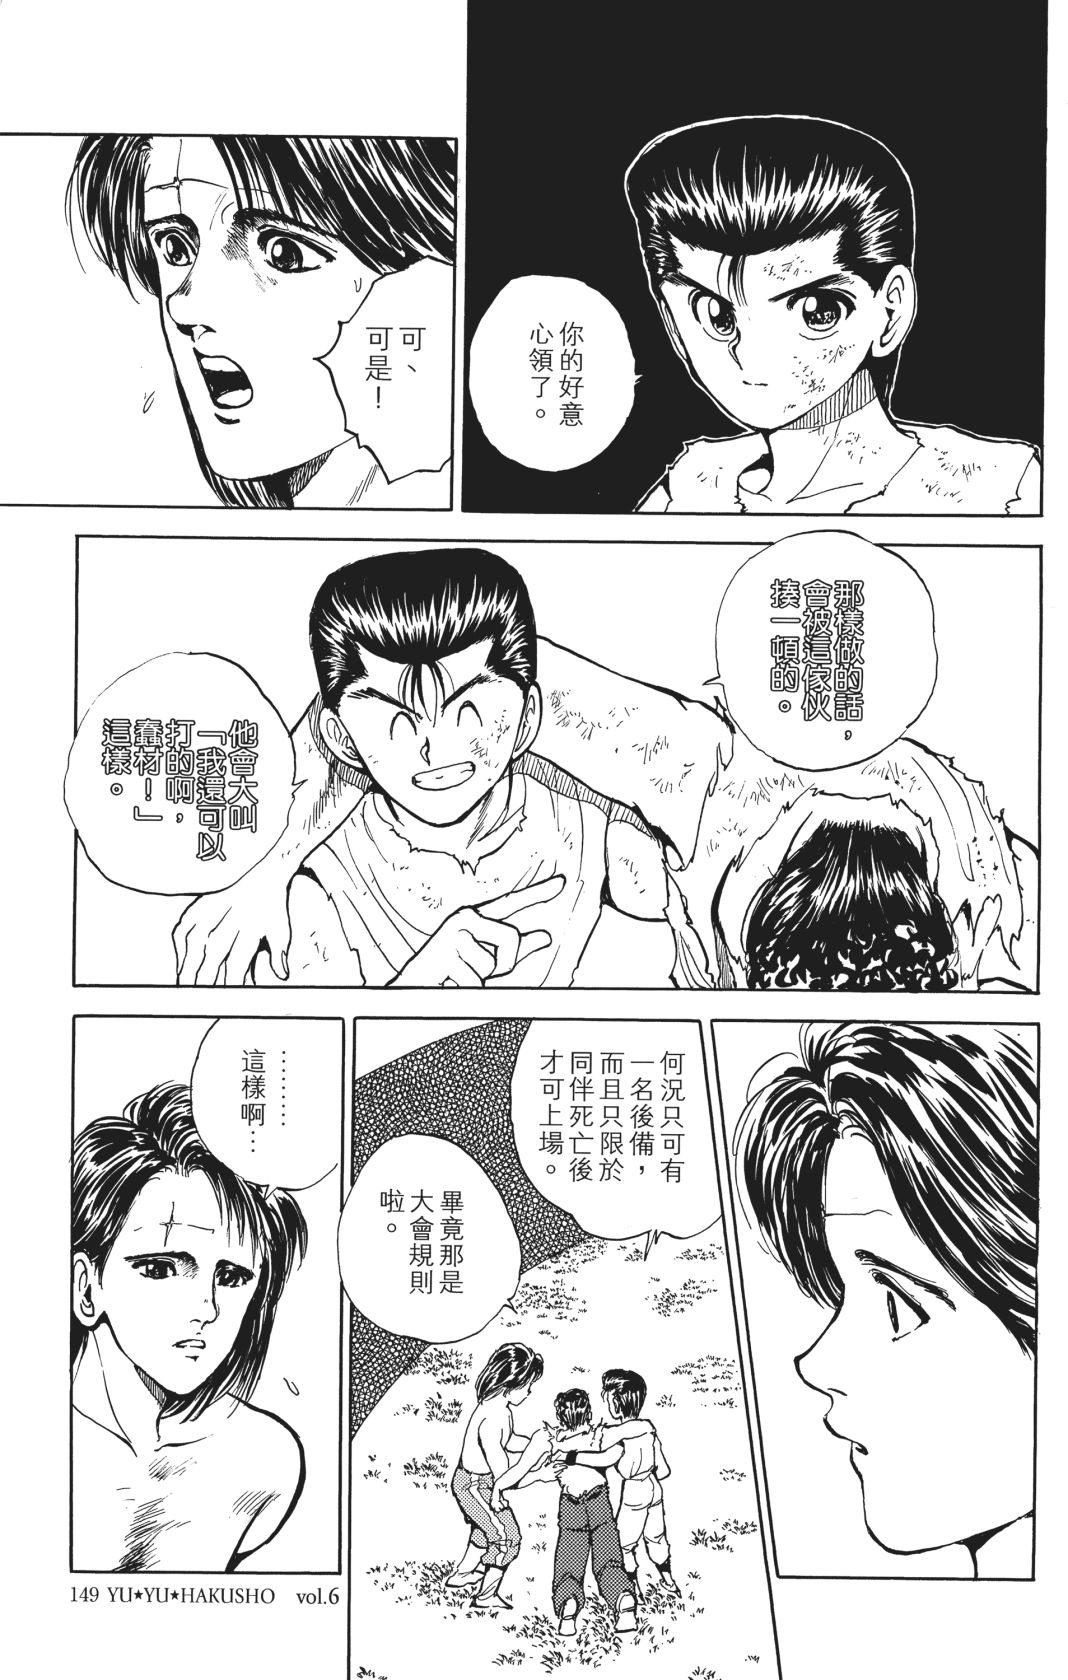 你的好意
心領了。
可、
可是！
那樣做的話，
會被這傢伙
揍一頓的。
他會大叫
「我還可以
打的啊，
蠢材！」
這樣。
何況只可有
一名後備，
而且只限於
同伴死亡後
才可上場。
畢竟那是
大會規則
啦。
………
這樣啊…
149 YU★YU★HAKUSHO vol.6